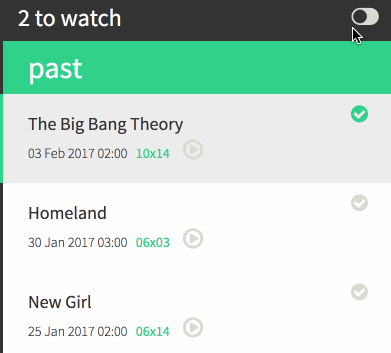 2 to watch
past
The Big Bang Theory
03 Feb 2017 02:00 10x14
Homeland
30 Jan 2017 03:00 06x03
New Girl
25 Jan 2017 02:00 06x14